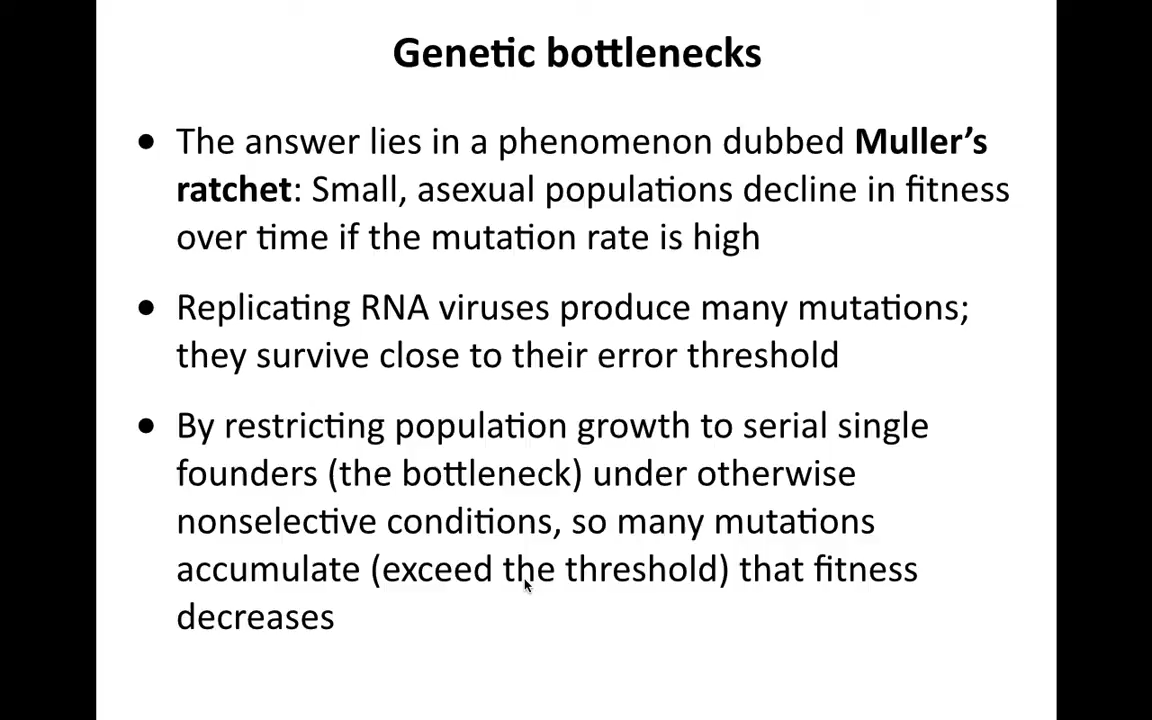 Genetic bottlenecks
• The answer lies in a phenomenon dubbed Muller’s
ratchet: Small, asexual populations decline in fitness
over time if the mutation rate is high
• Replicating RNA viruses produce many mutations;
they survive close to their error threshold
• By restricting population growth to serial single
founders (the bottleneck) under otherwise
nonselective conditions, so many mutations
accumulate (exceed the threshold) that fitness
decreases